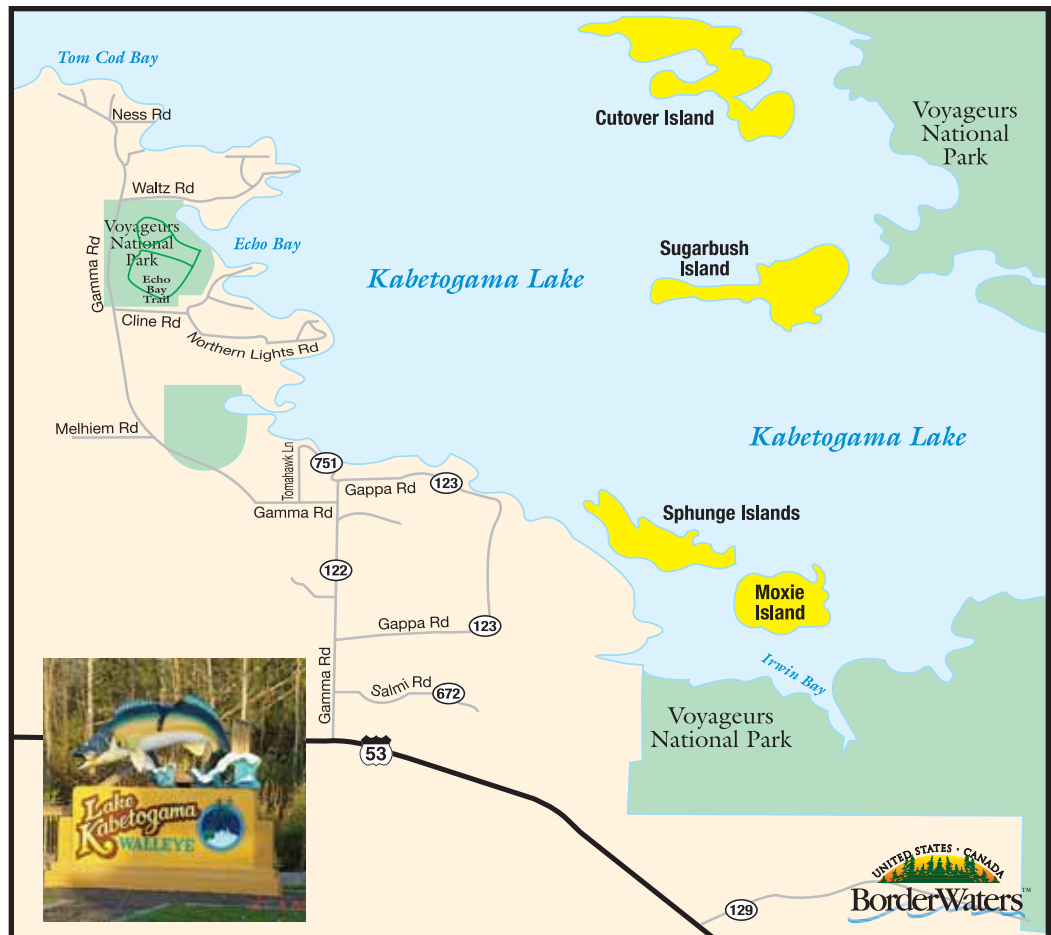 Tom Cod Bay
Ness Rd
Cutover Island
Voyageurs
National
Park
Waltz Rd
Voyageurs
National
Park
Echo
Bay
Trail
Gamma Rd
Echo Bay
Sugarbush
Island
Kabetogama Lake
Cline Rd
Northern Lights Rd
Melhiem Rd
Kabetogama Lake
Tomahawk Ln
751
Gappa Rd
123
Gamma Rd
Sphunge Islands
122
Moxie
Island
Gappa Rd
123
Irwin Bay
Gamma Rd
Salmi Rd
672
Voyageurs
National Park
53
Lake
Kabetogama
WALLEYE
UNITED STATES · CANADA
BorderWaters™
129